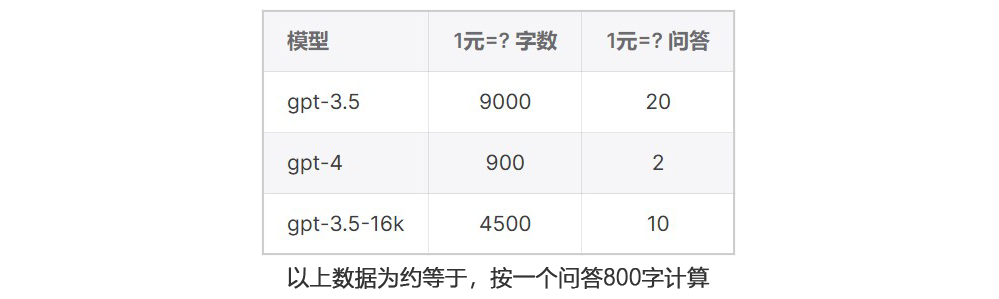 模型 1元=? 字数 1元=? 问答
gpt-3.5 9000 20
gpt-4 900 2
gpt-3.5-16k 4500 10
以上数据为约等于，按一个问答800字计算